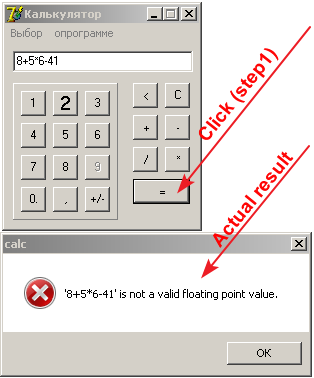 Калькулятор
Выбор опрограмме
8+5*6-41
1 2 3 < C
4 5 6 + -
7 8 9 / *
0. , +/- =
Click (step1)
Actual result
calc
'8+5*6-41' is not a valid floating point value.
OK